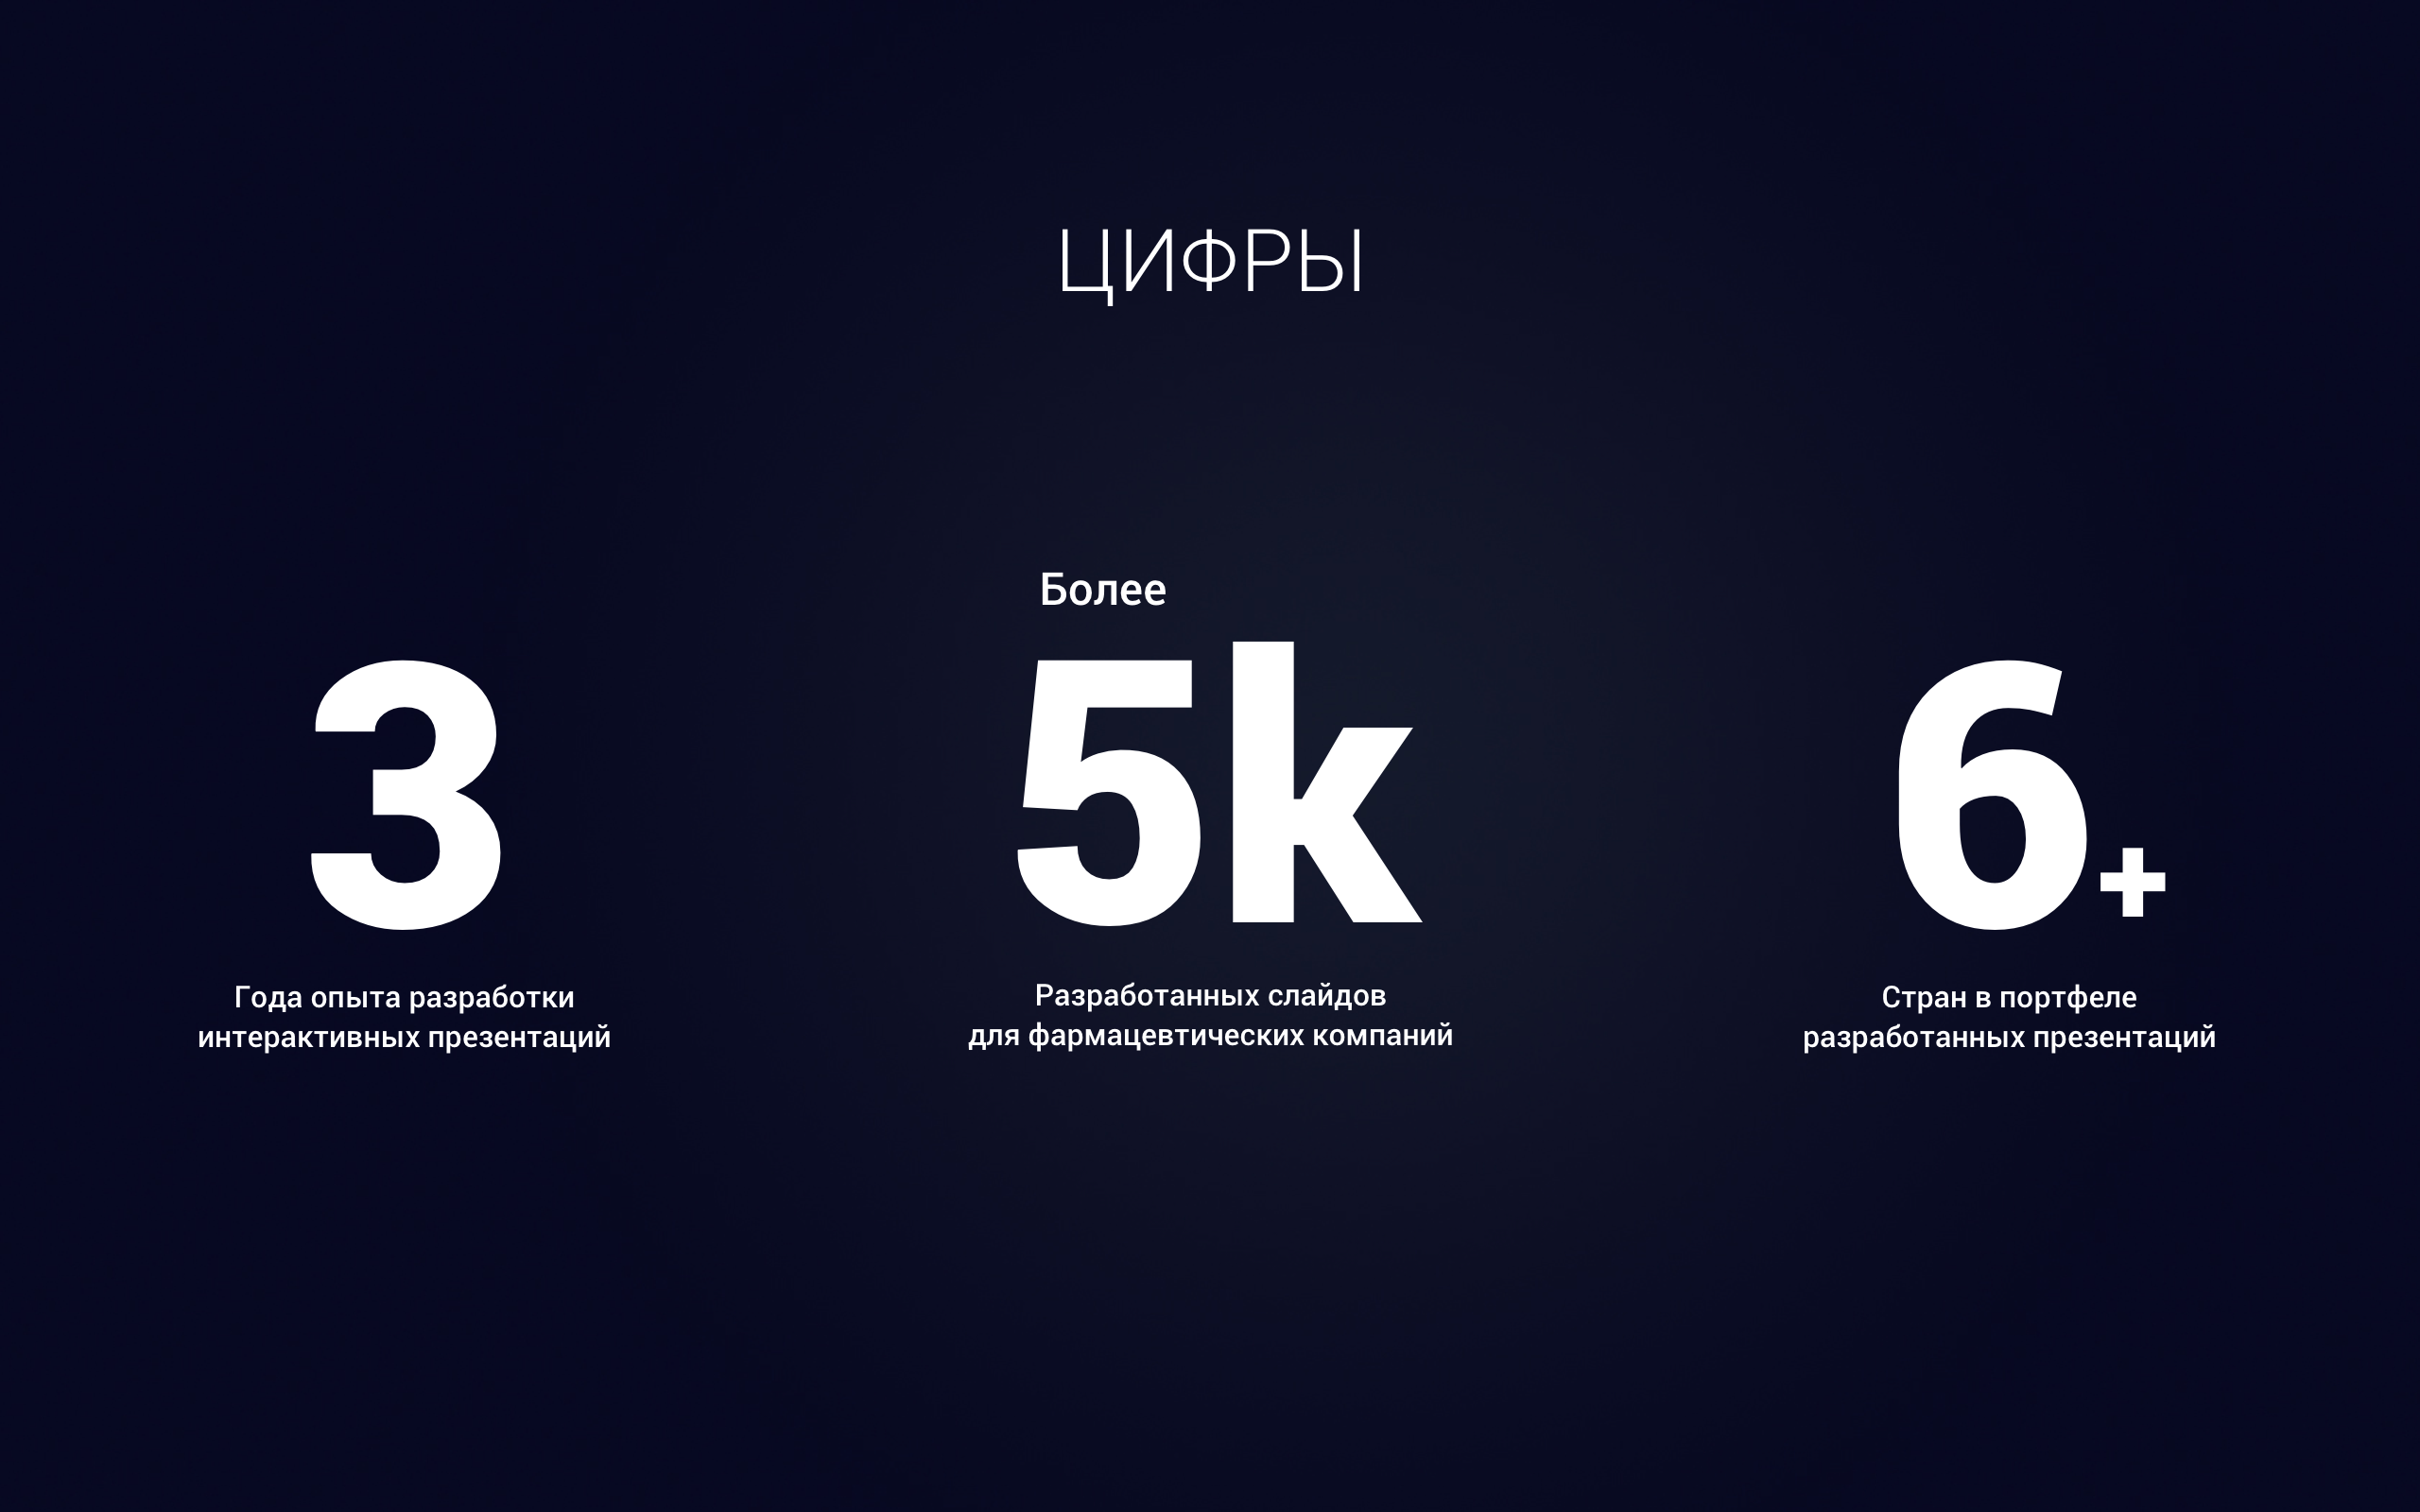 ЦИФРЫ
3
Года опыта разработки
интерактивных презентаций
Более
5k
Разработанных слайдов
для фармацевтических компаний
6+
Стран в портфеле
разработанных презентаций